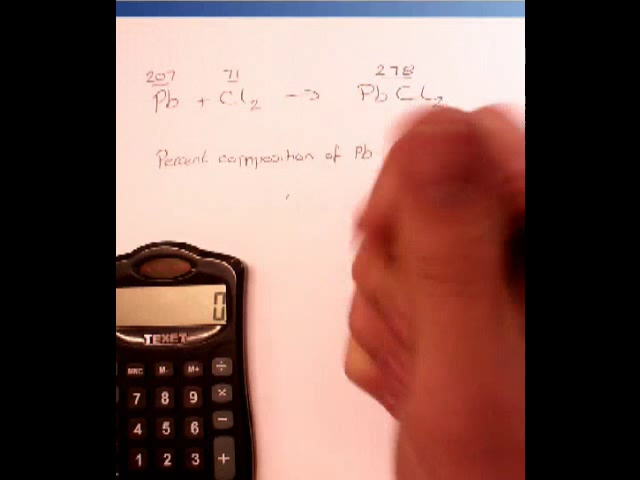 207 71 278
Pb + Cl2 → PbCl2
Percent composition of Pb
0
TEXET
MRC M- M+ ÷
7 8 9 ×
4 5 6 −
1 2 3 +